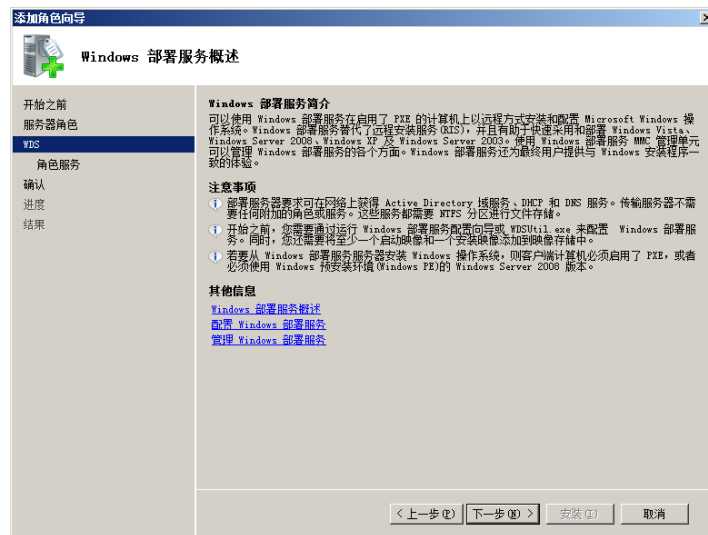 添加角色向导
Windows 部署服务概述
开始之前
服务器角色
WDS
角色服务
确认
进度
结果
Windows 部署服务简介
可以使用 Windows 部署服务在启用了 PXE 的计算机上以远程方式安装和配置 Microsoft Windows 操
作系统。Windows 部署服务替代了远程安装服务(RIS)，并且有助于快速采用和部署 Windows Vista、
Windows Server 2008、Windows XP 及 Windows Server 2003。使用 Windows 部署服务 MMC 管理单元
可以管理 Windows 部署服务的各个方面。Windows 部署服务还为最终用户提供与 Windows 安装程序一
致的体验。
注意事项
部署服务器要求可在网络上获得 Active Directory 域服务、DHCP 和 DNS 服务。传输服务器不需
要任何附加的角色或服务。这些服务都需要 NTFS 分区进行文件存储。
开始之前，您需要通过运行 Windows 部署服务配置向导或 WDSUtil.exe 来配置 Windows 部署服
务。同时，您还需要将至少一个启动映像和一个安装映像添加到映像存储中。
若要从 Windows 部署服务服务器安装 Windows 操作系统，则客户端计算机必须启用了 PXE，或者
必须使用 Windows 预安装环境(Windows PE)的 Windows Server 2008 版本。
其他信息
Windows 部署服务概述
配置 Windows 部署服务
管理 Windows 部署服务
< 上一步(P) 下一步(N) > 安装(I) 取消